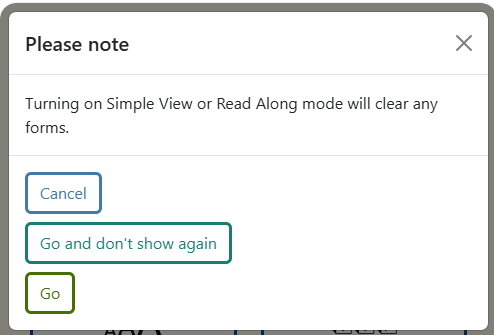 Please note
Turning on Simple View or Read Along mode will clear any
forms.
Cancel
Go and don't show again
Go